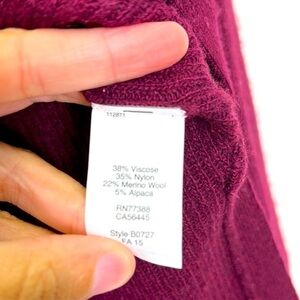 112871
38% Viscose
35% Nylon
22% Merino Wool
5% Alpaca
RN77388
CA56445
Style B0727
FA 15